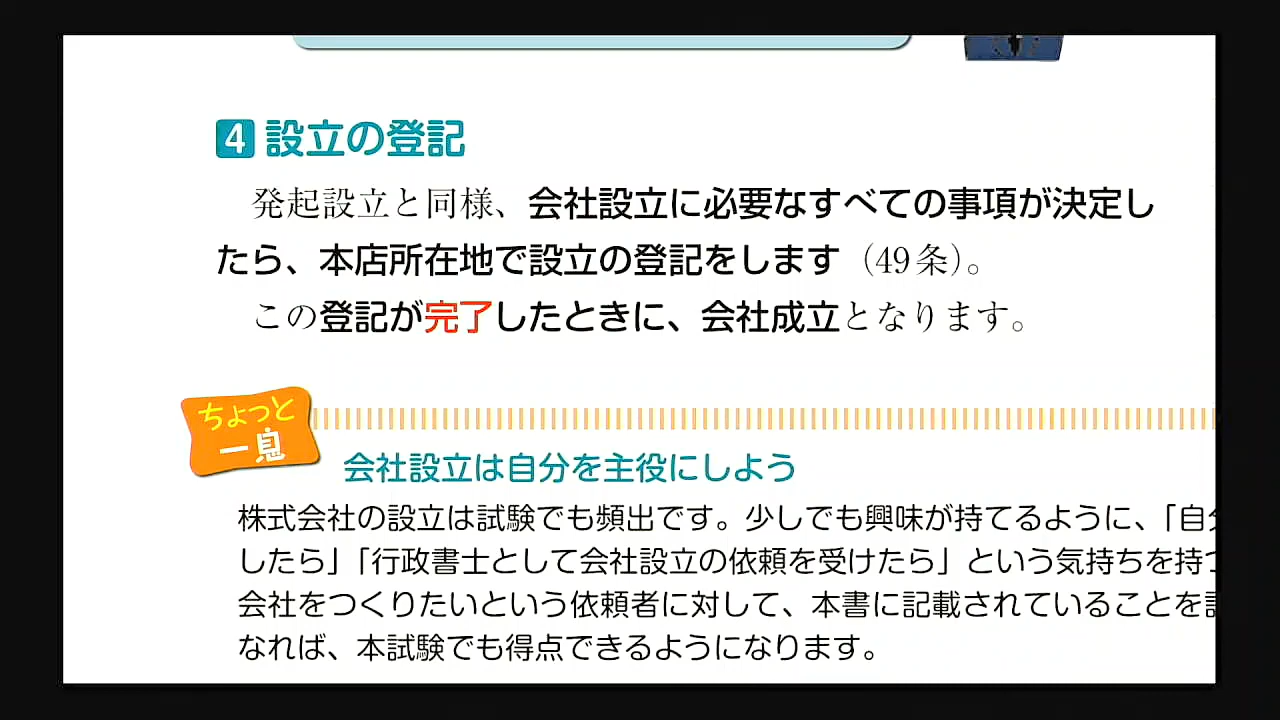 4 設立の登記
発起設立と同様、会社設立に必要なすべての事項が決定し
たら、本店所在地で設立の登記をします（49条）。
この登記が完了したときに、会社成立となります。
ちょっと
一息
会社設立は自分を主役にしよう
株式会社の設立は試験でも頻出です。少しでも興味が持てるように、「自分
したら」「行政書士として会社設立の依頼を受けたら」という気持ちを持つ
会社をつくりたいという依頼者に対して、本書に記載されていることを
なれば、本試験でも得点できるようになります。